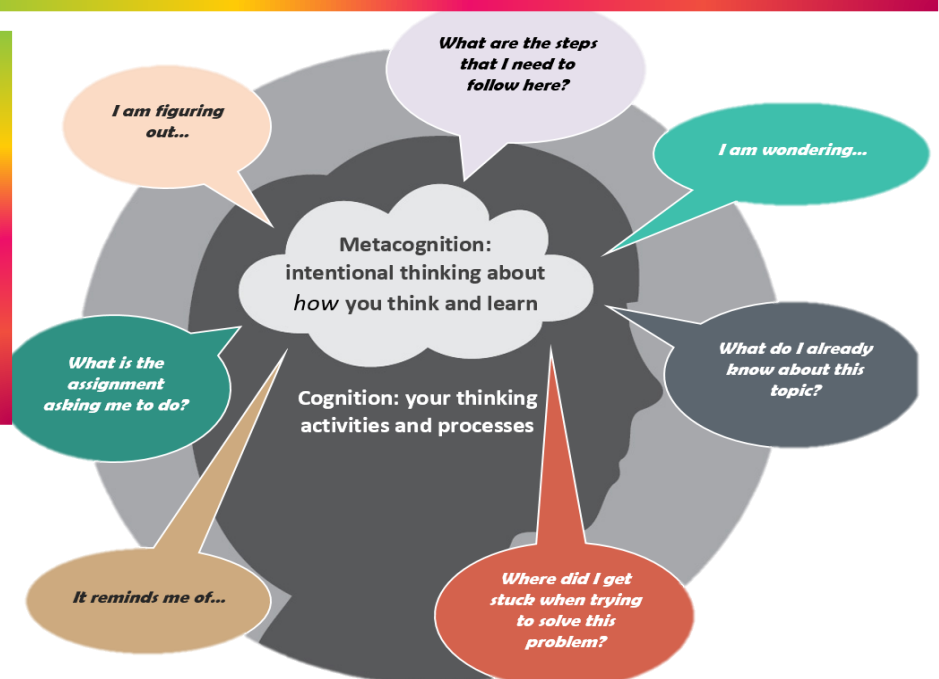 What are the steps
that I need to
follow here?
I am figuring
out...
I am wondering...
Metacognition:
intentional thinking about
how you think and learn
What is the
assignment
asking me to do?
What do I already
know about this
topic?
Cognition: your thinking
activities and processes
It reminds me of...
Where did I get
stuck when trying
to solve this
problem?